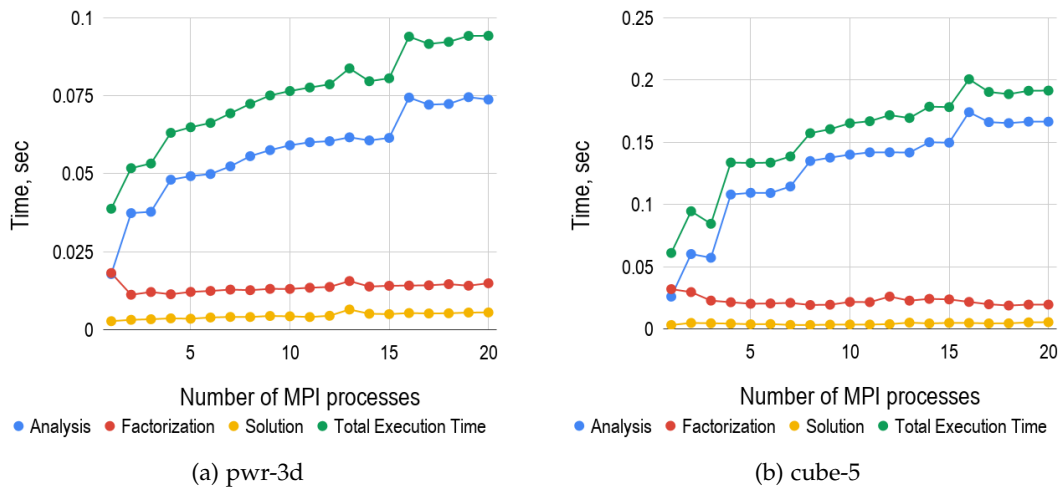 0.1
0.075
0.05
0.025
0
Time, sec
5 10 15 20
Number of MPI processes
Analysis Factorization Solution Total Execution Time
(a) pwr-3d
0.25
0.2
0.15
0.1
0.05
0
Time, sec
5 10 15 20
Number of MPI processes
Analysis Factorization Solution Total Execution Time
(b) cube-5